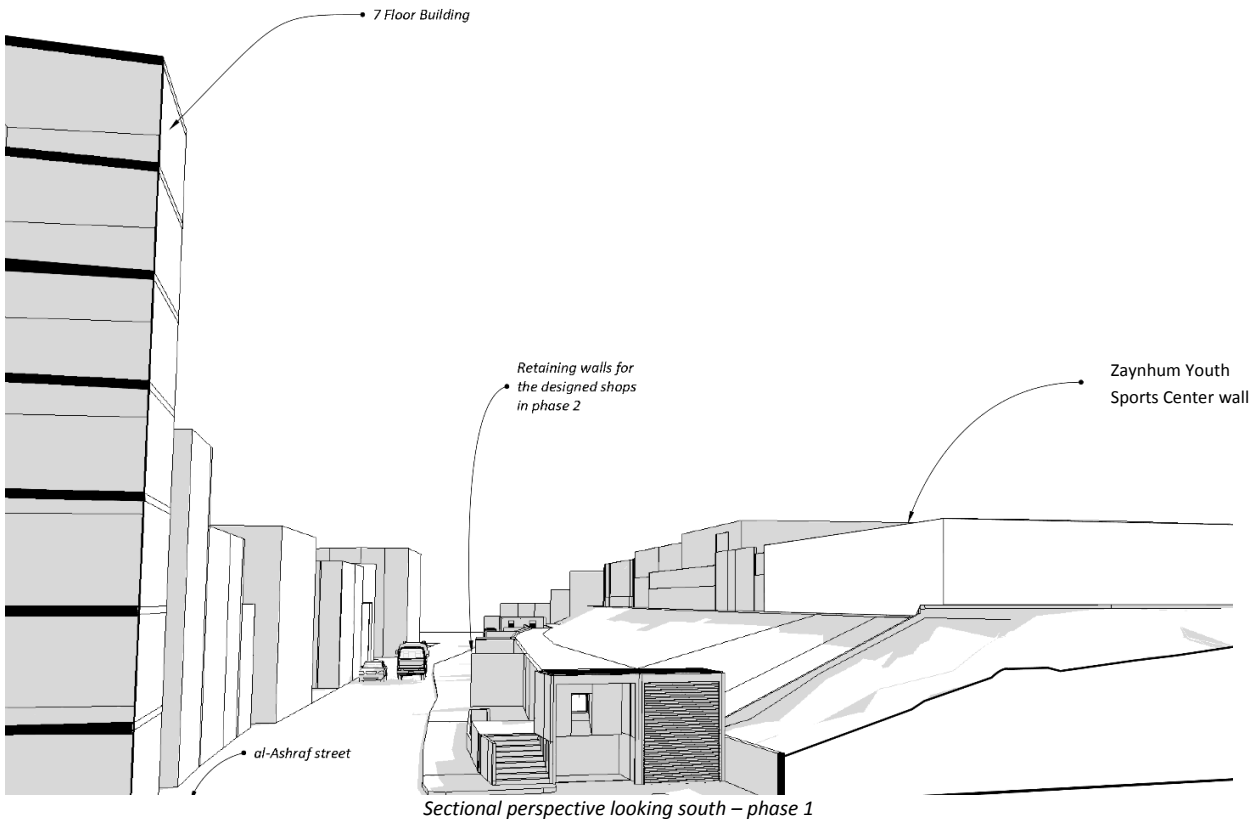 7 Floor Building
Retaining walls for
the designed shops
in phase 2
Zaynhum Youth
Sports Center wall
al-Ashraf street
Sectional perspective looking south – phase 1